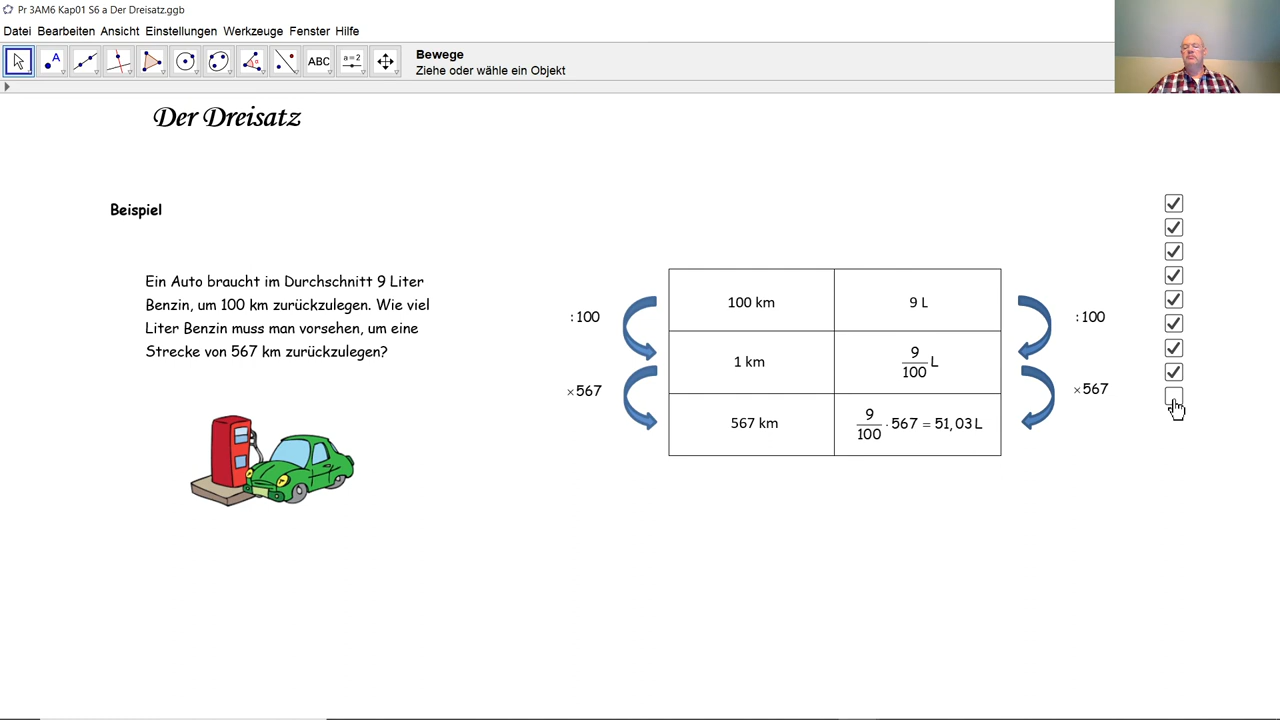 Pr 3AM6 Kap01 S6 a Der Dreisatz.ggb
Datei Bearbeiten Ansicht Einstellungen Werkzeuge Fenster Hilfe
A
ABC
a=2
Bewege
Ziehe oder wähle ein Objekt
Der Dreisatz
Beispiel
Ein Auto braucht im Durchschnitt 9 Liter
Benzin, um 100 km zurückzulegen. Wie viel
Liter Benzin muss man vorsehen, um eine
Strecke von 567 km zurückzulegen?
100 km 9 L
:100 :100
1 km 9/100 L
×567 ×567
567 km 9/100 · 567 = 51,03 L